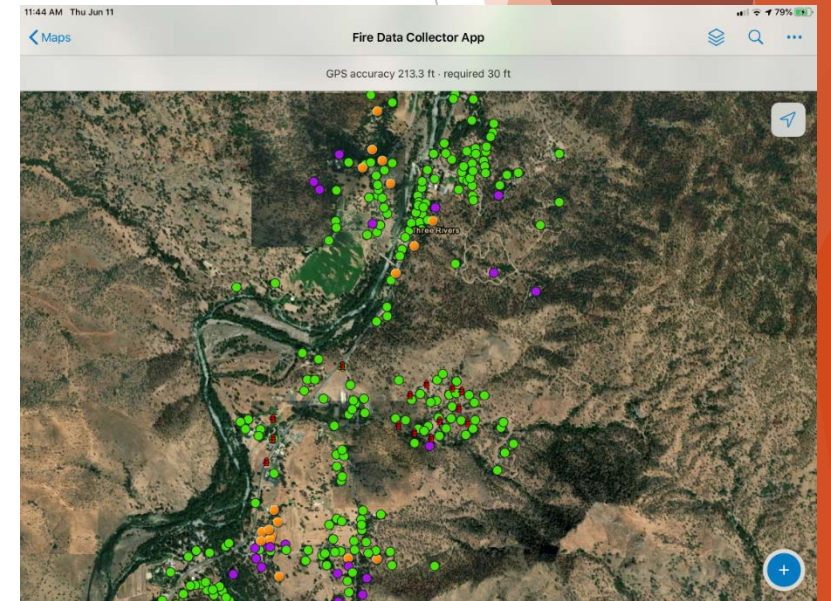 11:44 AM Thu Jun 11
79%
Maps
Fire Data Collector App
GPS accuracy 213.3 ft · required 30 ft
Three Rivers